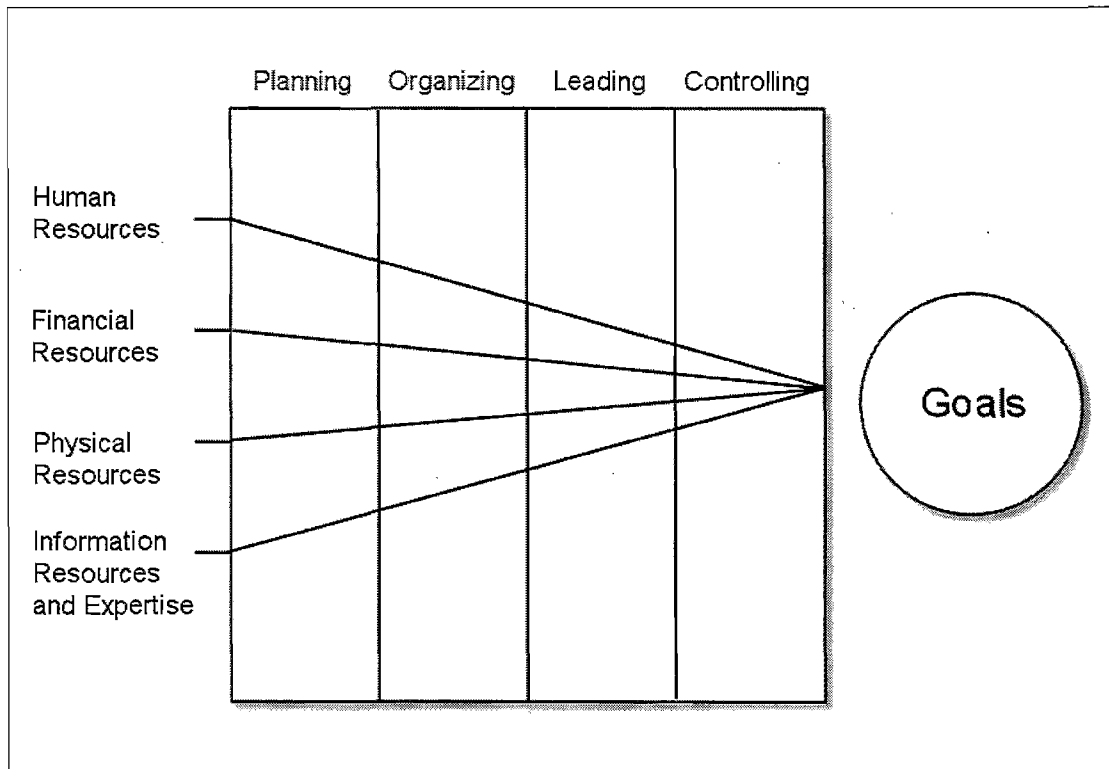 Planning Organizing Leading Controlling
Human
Resources
Financial
Resources
Physical
Resources
Information
Resources
and Expertise
Goals